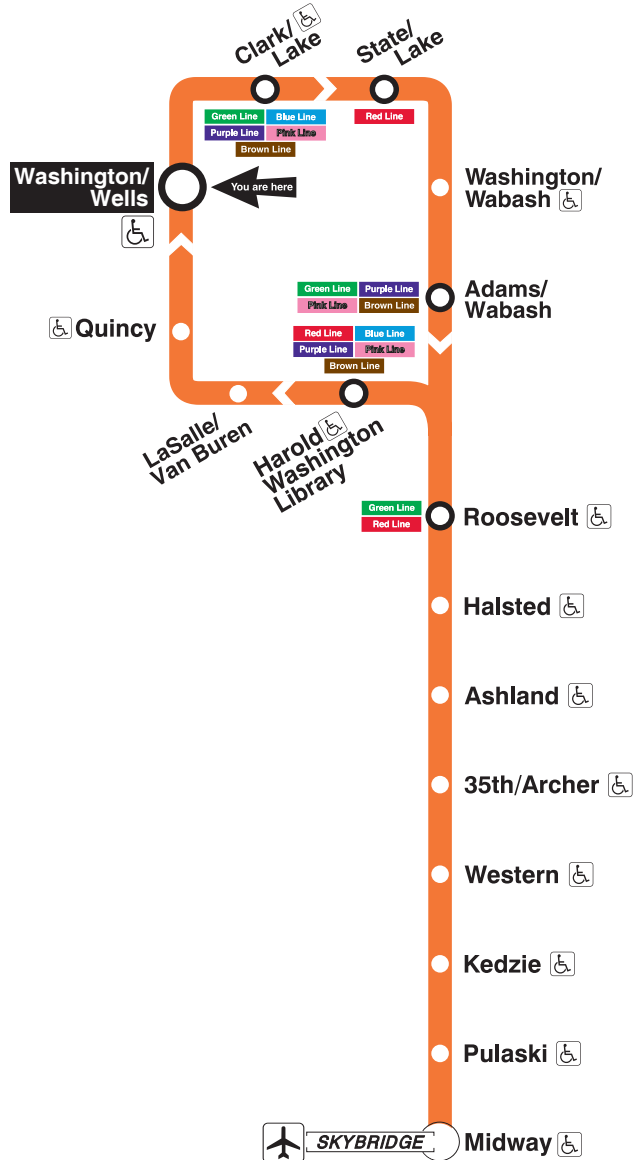 Clark/
Lake
State/
Lake
Green Line
Blue Line
Purple Line
Pink Line
Brown Line
Red Line
Washington/
Wells
You are here
Washington/
Wabash
Green Line
Purple Line
Pink Line
Brown Line
Adams/
Wabash
Quincy
Red Line
Blue Line
Purple Line
Pink Line
Brown Line
LaSalle/
Van Buren
Harold
Washington
Library
Green Line
Red Line
Roosevelt
Halsted
Ashland
35th/Archer
Western
Kedzie
Pulaski
SKYBRIDGE
Midway